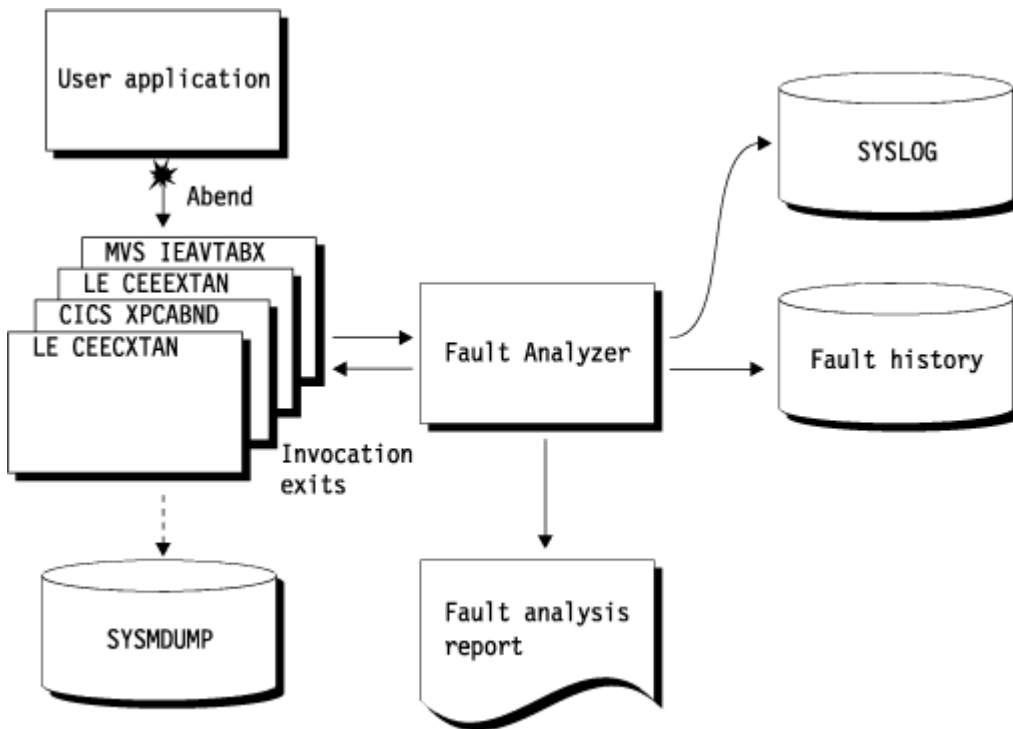 User application
Abend
MVS IEAVTABX
LE CEEEXTAN
CICS XPCABND
LE CEECXTAN
Invocation
exits
SYSMDUMP
Fault Analyzer
SYSLOG
Fault history
Fault analysis
report